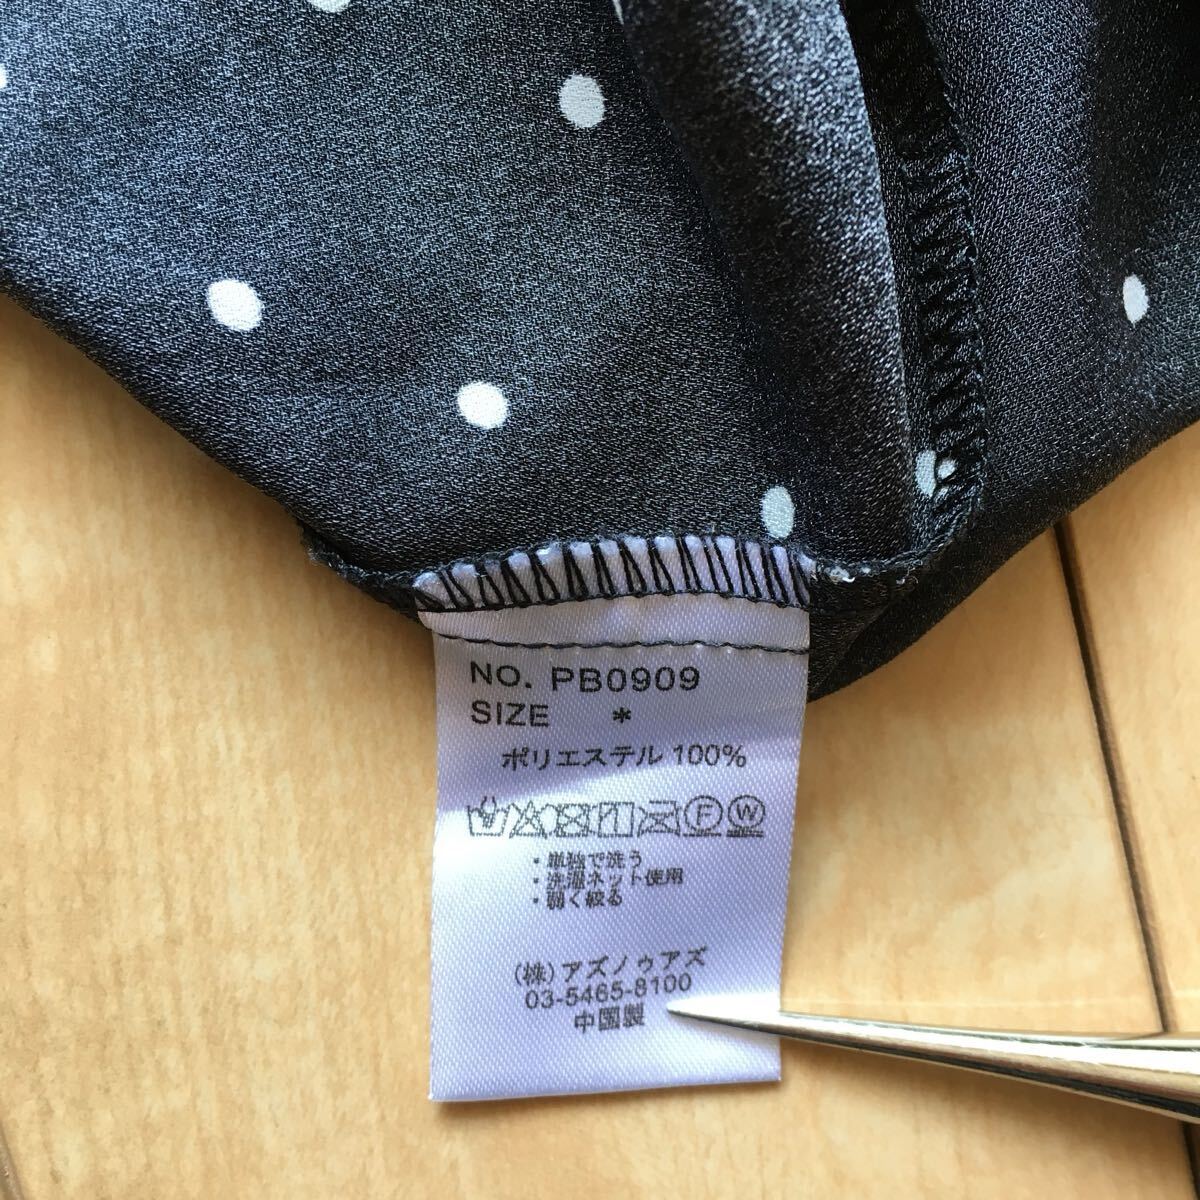 NO. PB0909
SIZE *
ポリエステル 100%
F W
・単独で洗う
・洗濯ネット使用
・弱く絞る
(株)アズノゥアズ
03-5465-8100
中国製